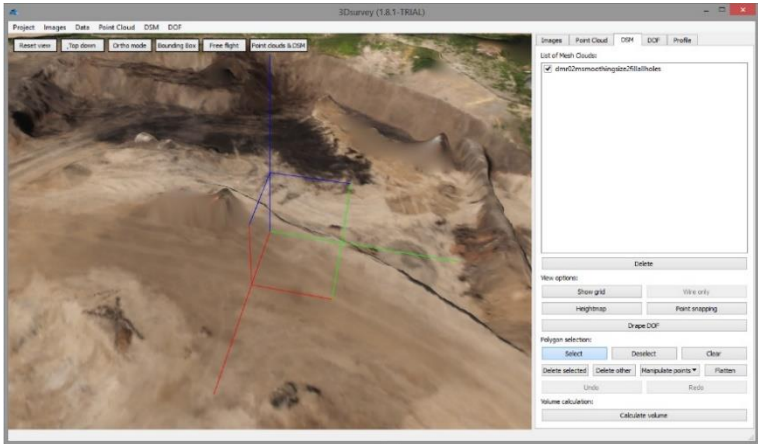 3Dsurvey (1.8.1-TRIAL)
Project Images Data Point Cloud DSM DOF
Reset view Top down Ortho mode Bounding Box Free flight Point clouds & DSM
Images Point Cloud DSM DOF Profile
List of Mesh Clouds:
Delete
View options:
Show grid Wire only
Heightmap Point snapping
Drape DOF
Polygon selection:
Select Deselect Clear
Delete selected Delete other Manipulate points Flatten
Undo Redo
Volume calculation:
Calculate volume